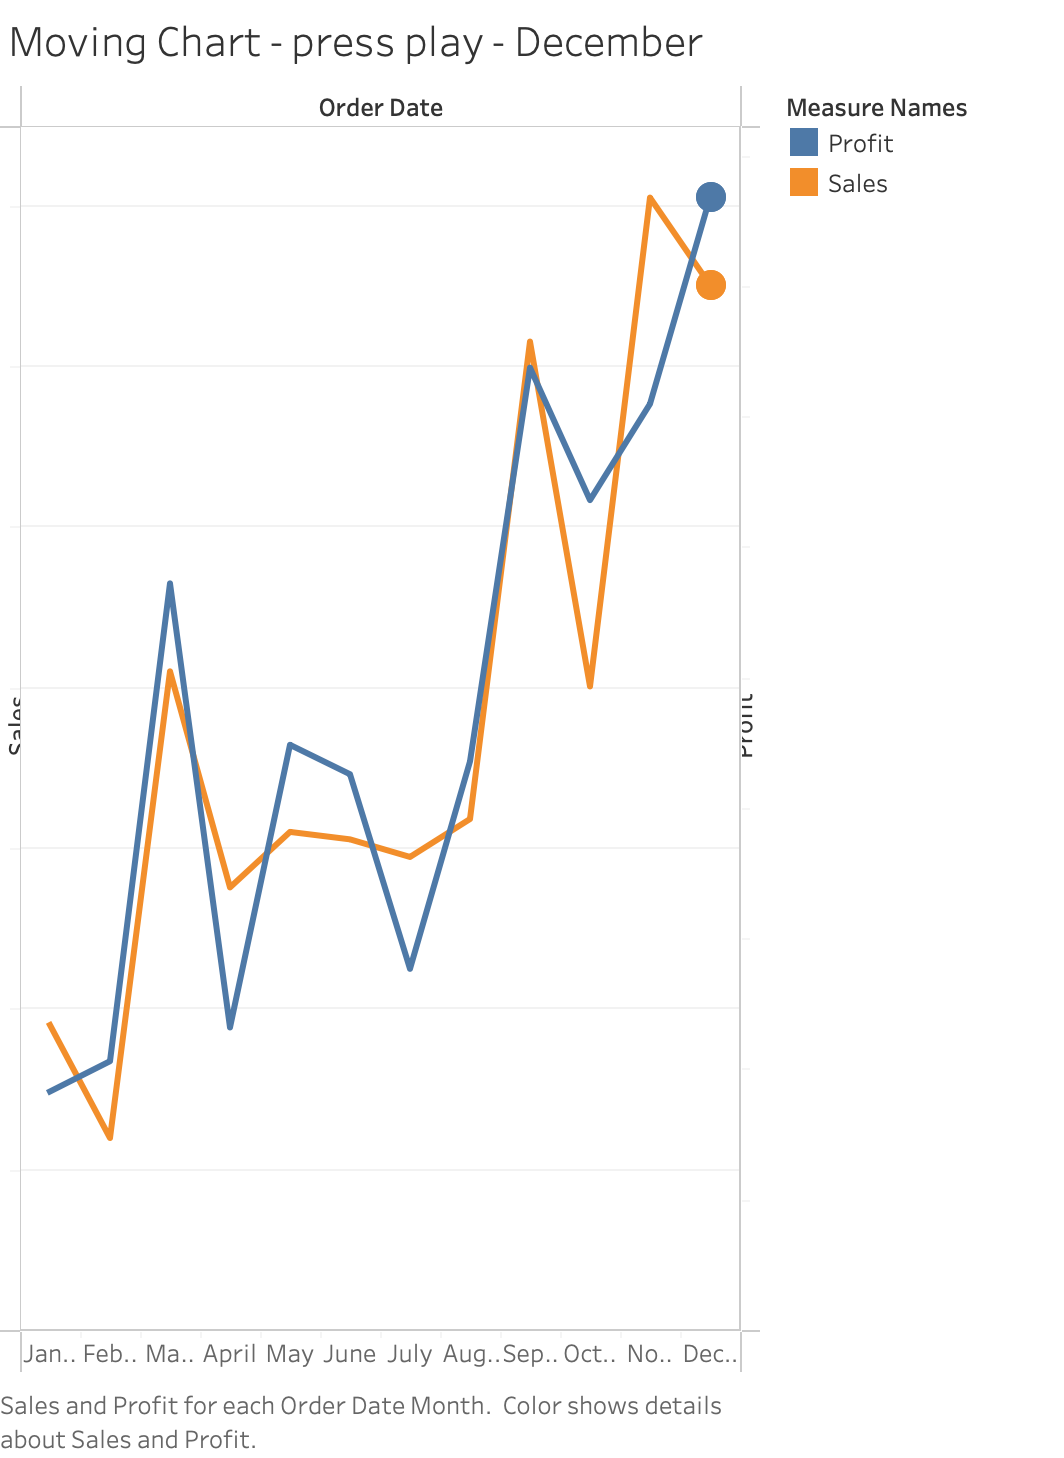 Moving Chart - press play - December
Order Date
Measure Names
Profit
Sales
Sales
Profit
Jan.. Feb.. Ma.. April May June July Aug.. Sep.. Oct.. No.. Dec..
Sales and Profit for each Order Date Month. Color shows details
about Sales and Profit.